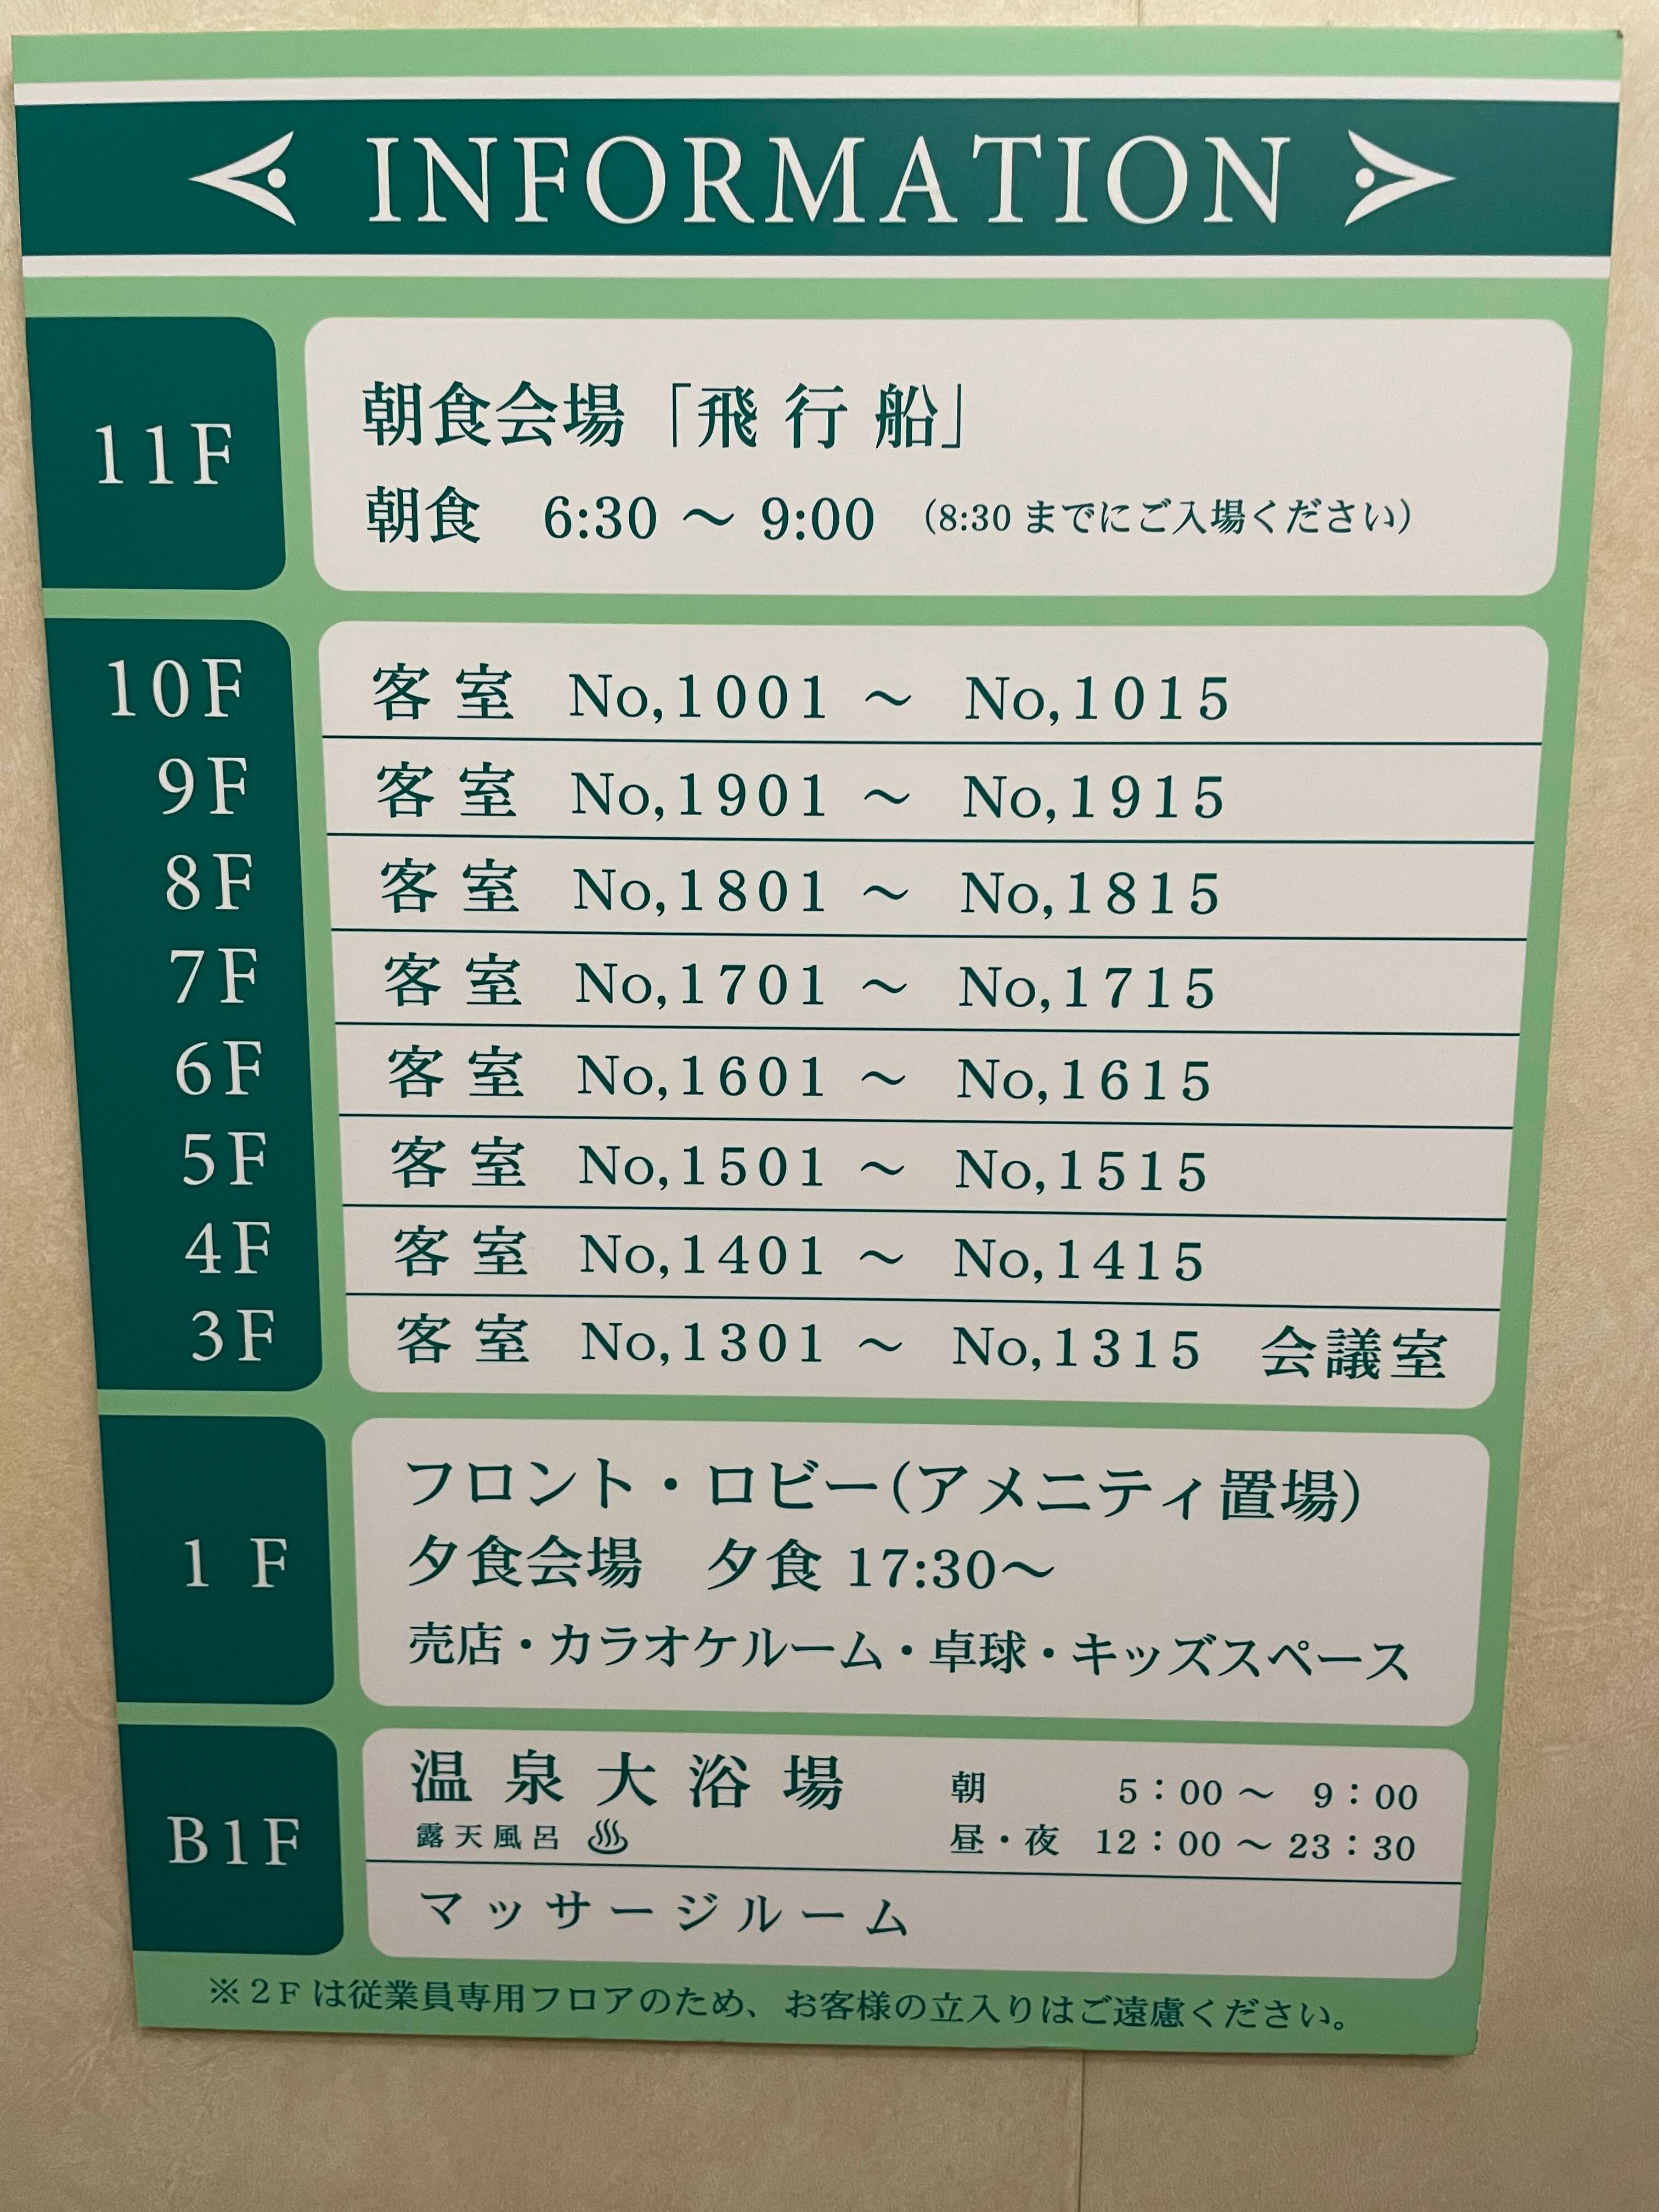 INFORMATION
11F
朝食会場「飛行船」
朝食 6:30 ～ 9:00 （8:30 までにご入場ください）
10F 客室 No,1001 ～ No,1015
9F 客室 No,1901 ～ No,1915
8F 客室 No,1801 ～ No,1815
7F 客室 No,1701 ～ No,1715
6F 客室 No,1601 ～ No,1615
5F 客室 No,1501 ～ No,1515
4F 客室 No,1401 ～ No,1415
3F 客室 No,1301 ～ No,1315 会議室
1F
フロント・ロビー（アメニティ置場）
夕食会場 夕食 17:30～
売店・カラオケルーム・卓球・キッズスペース
B1F
温泉大浴場 朝 5：00 ～ 9：00
露天風呂 ♨ 昼・夜 12：00 ～ 23：30
マッサージルーム
※２F は従業員専用フロアのため、お客様の立入りはご遠慮ください。